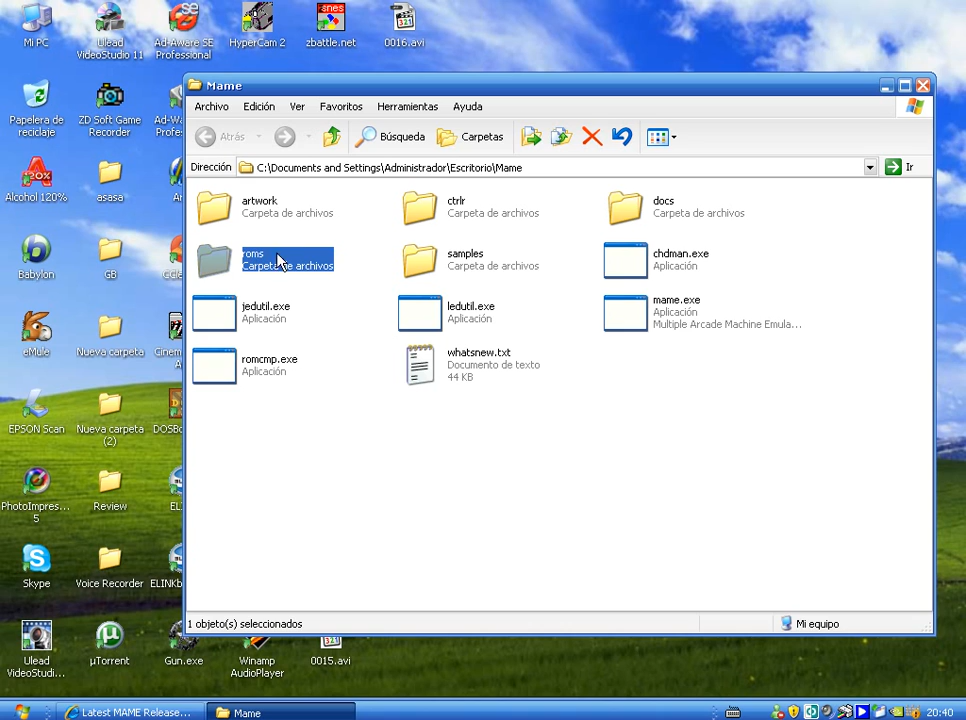 Mi PC
Ulead
VideoStudio 11
Ad-Aware SE
Professional
HyperCam 2
zbattle.net
0016.avi
Papelera de
reciclaje
ZD Soft Game
Recorder
Alcohol 120%
asasa
Babylon
GB
eMule
Nueva carpeta
EPSON Scan
Nueva carpeta
(2)
PhotoImpres...
5
Review
Skype
Voice Recorder
Ulead
VideoStudi...
µTorrent
Gun.exe
Winamp
AudioPlayer
0015.avi
Mame
Archivo Edición Ver Favoritos Herramientas Ayuda
Atrás Búsqueda Carpetas
Dirección C:\Documents and Settings\Administrador\Escritorio\Mame Ir
artwork
Carpeta de archivos
ctrlr
Carpeta de archivos
docs
Carpeta de archivos
roms
Carpeta de archivos
samples
Carpeta de archivos
chdman.exe
Aplicación
jedutil.exe
Aplicación
ledutil.exe
Aplicación
mame.exe
Aplicación
Multiple Arcade Machine Emula...
romcmp.exe
Aplicación
whatsnew.txt
Documento de texto
44 KB
1 objeto(s) seleccionados Mi equipo
Latest MAME Release... Mame 20:40